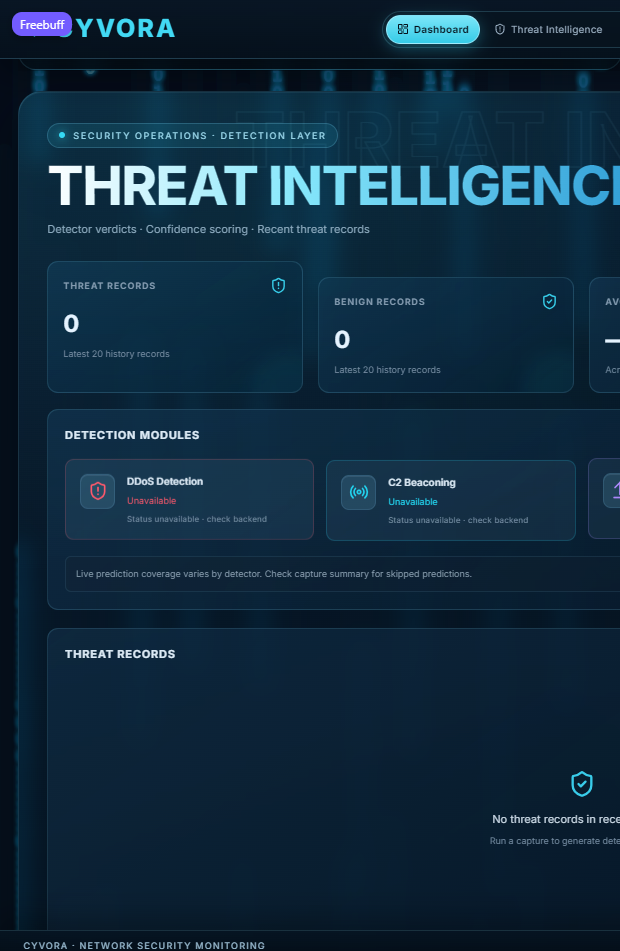 Freebuff
YVORA
Dashboard
Threat Intelligence
SECURITY OPERATIONS · DETECTION LAYER
THREAT IN
THREAT INTELLIGENC
Detector verdicts · Confidence scoring · Recent threat records
THREAT RECORDS
0
Latest 20 history records
BENIGN RECORDS
0
Latest 20 history records
DETECTION MODULES
DDoS Detection
Unavailable
Status unavailable · check backend
C2 Beaconing
Unavailable
Status unavailable · check backend
Live prediction coverage varies by detector. Check capture summary for skipped predictions.
THREAT RECORDS
No threat records in rece
Run a capture to generate dete
CYVORA · NETWORK SECURITY MONITORING